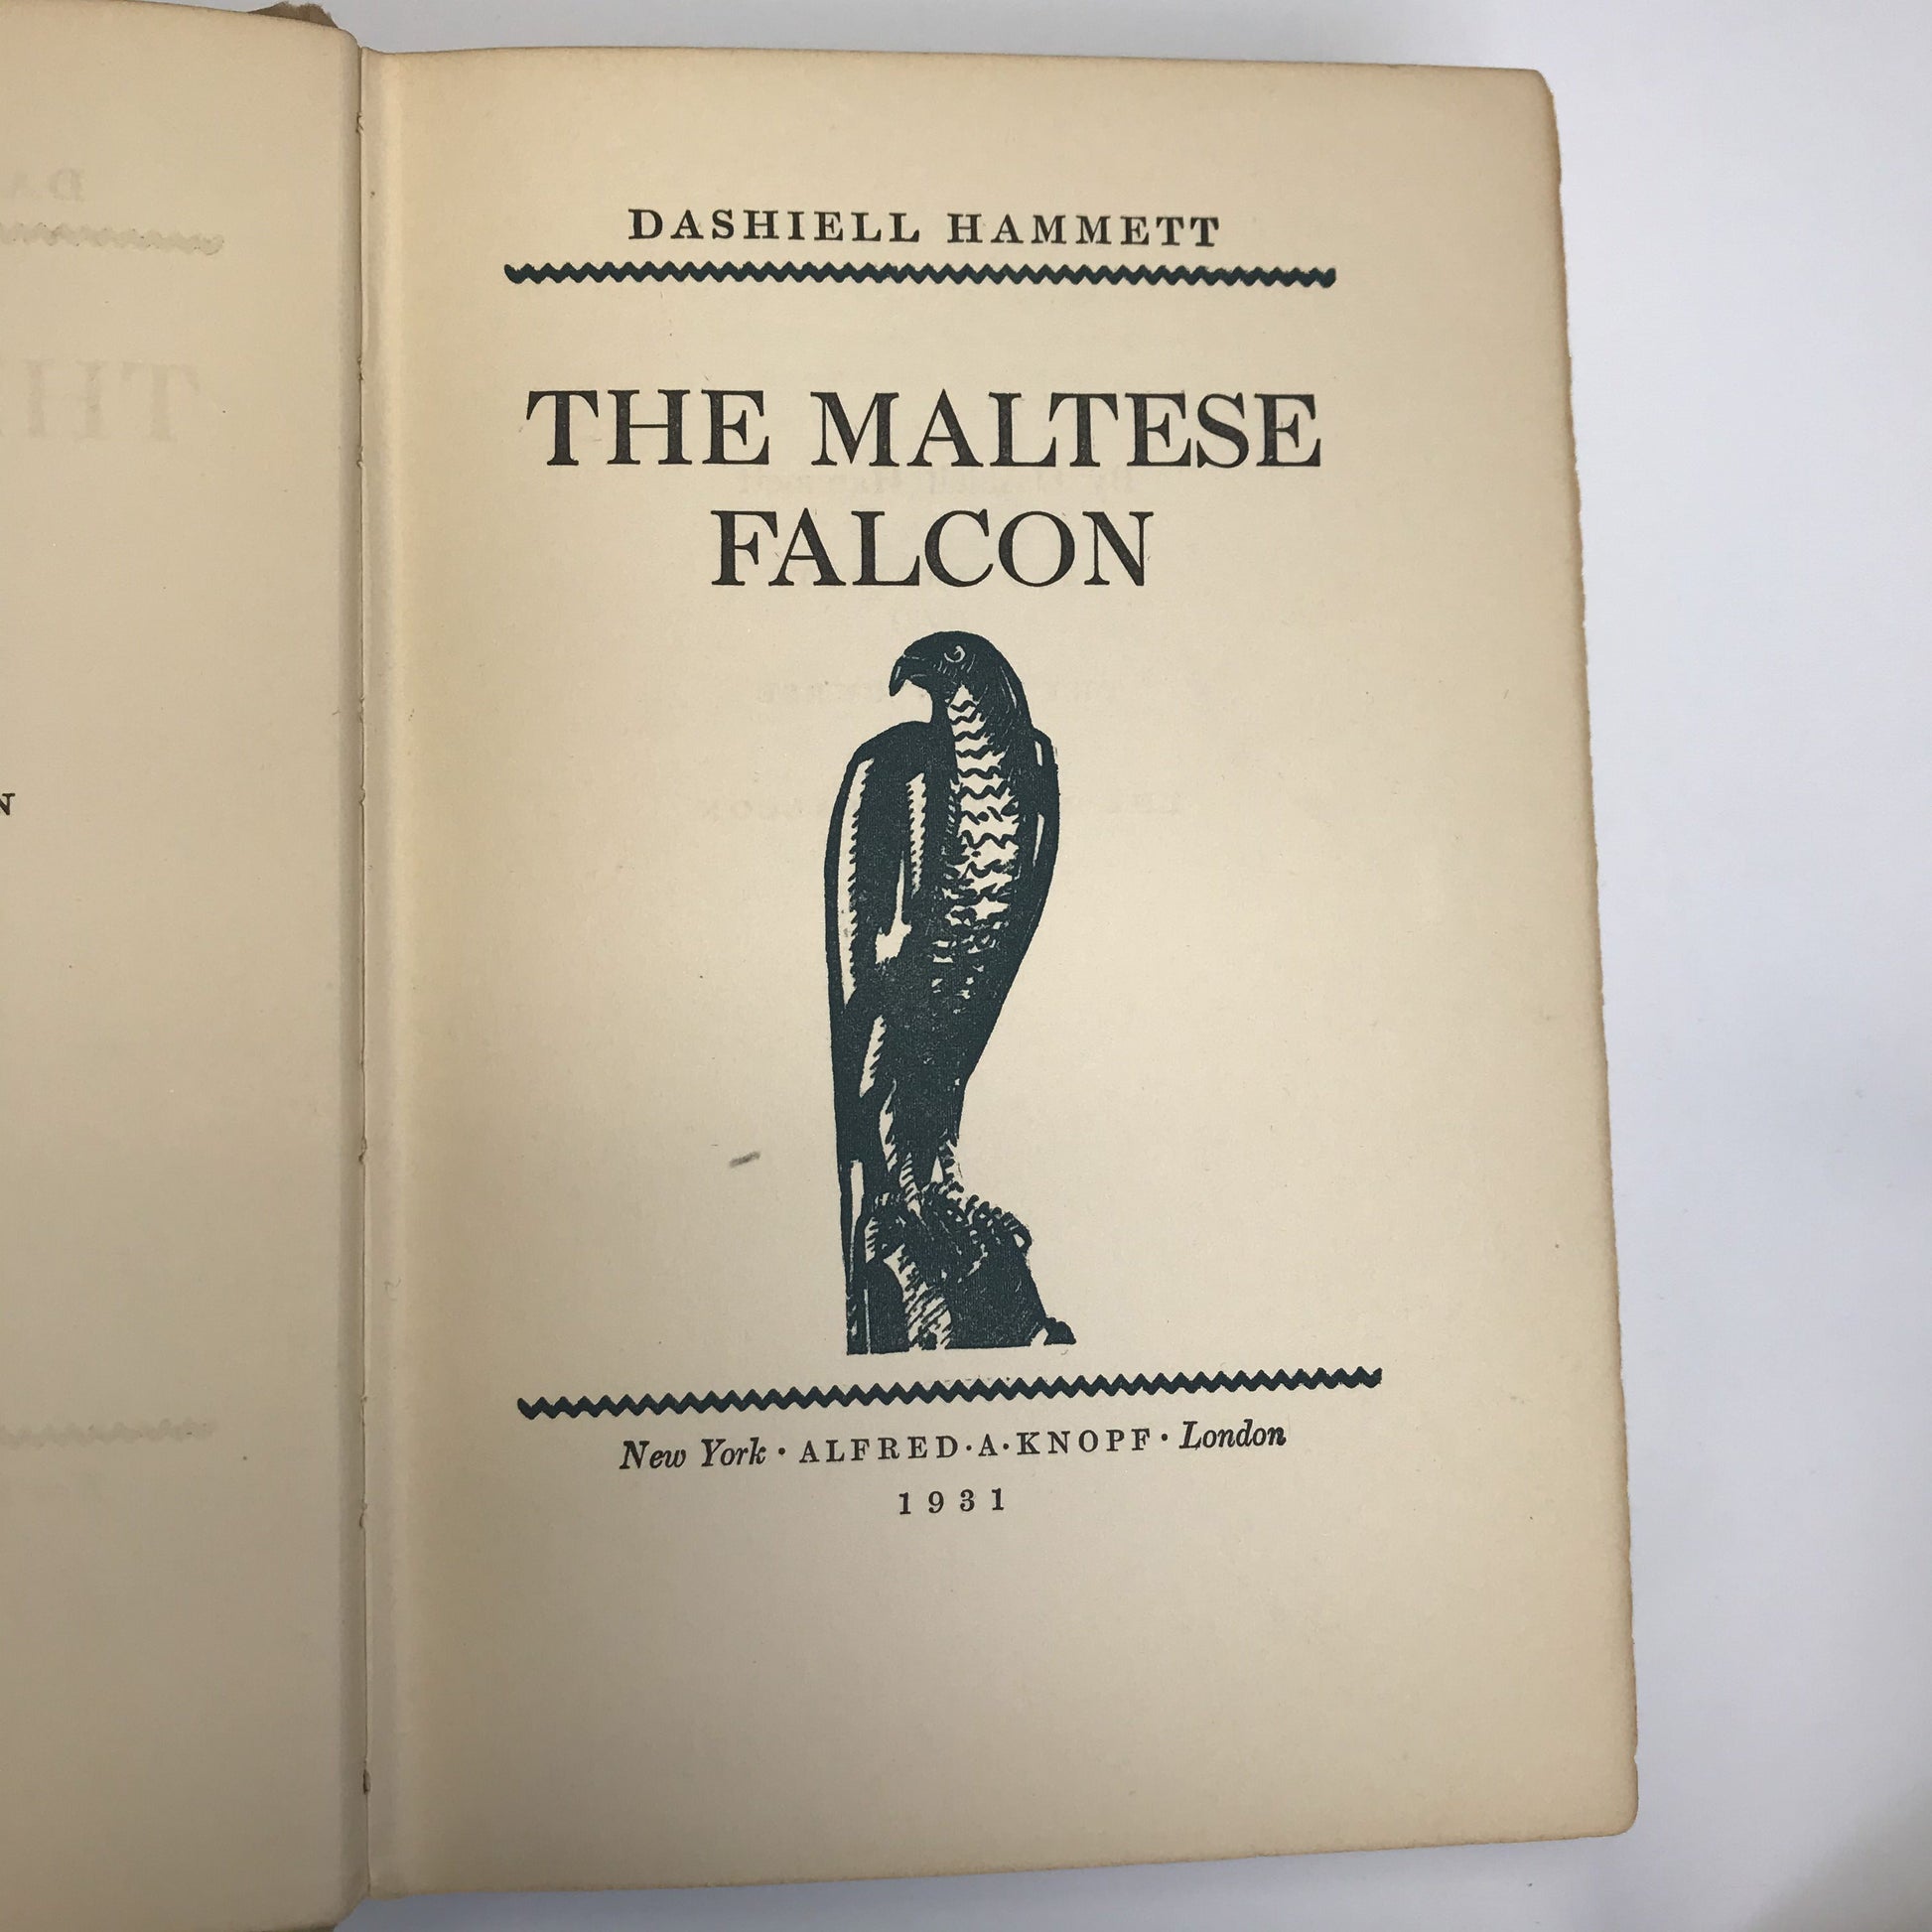 DASHIELL HAMMETT
THE MALTESE
FALCON
New York · ALFRED·A·KNOPF · London
1931